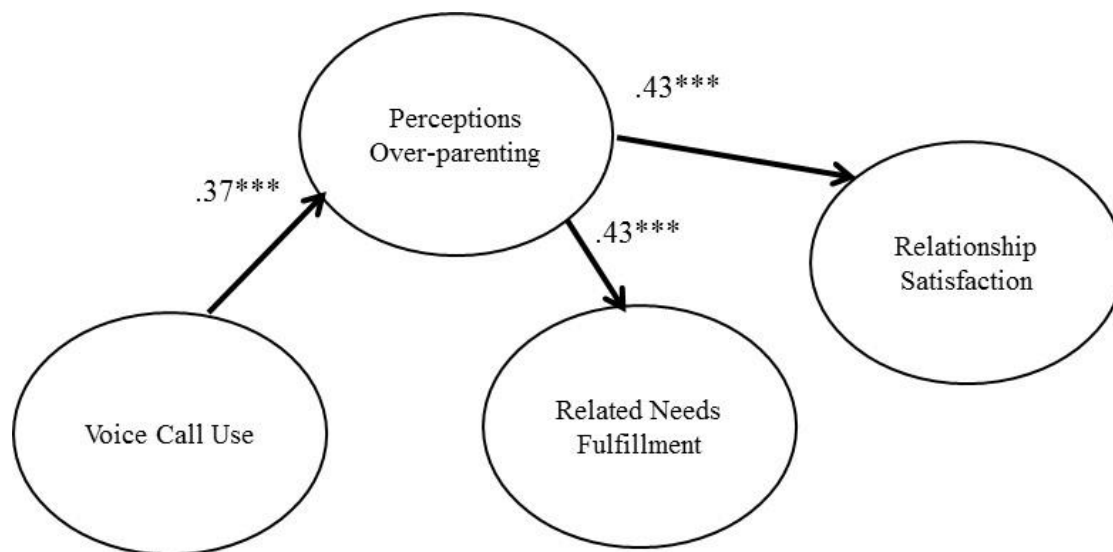 Perceptions
Over-parenting
.43***
.37***
.43***
Relationship
Satisfaction
Related Needs
Fulfillment
Voice Call Use